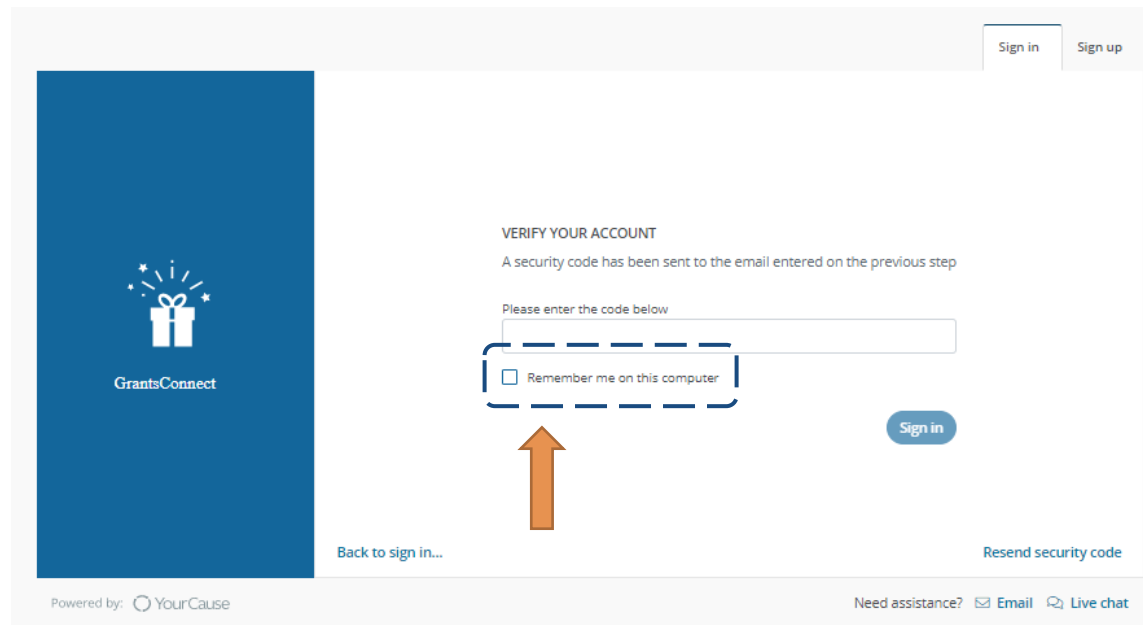 Sign in
Sign up
VERIFY YOUR ACCOUNT
A security code has been sent to the email entered on the previous step
Please enter the code below
Remember me on this computer
Sign in
GrantsConnect
Back to sign in...
Resend security code
Powered by: YourCause
Need assistance? Email Live chat